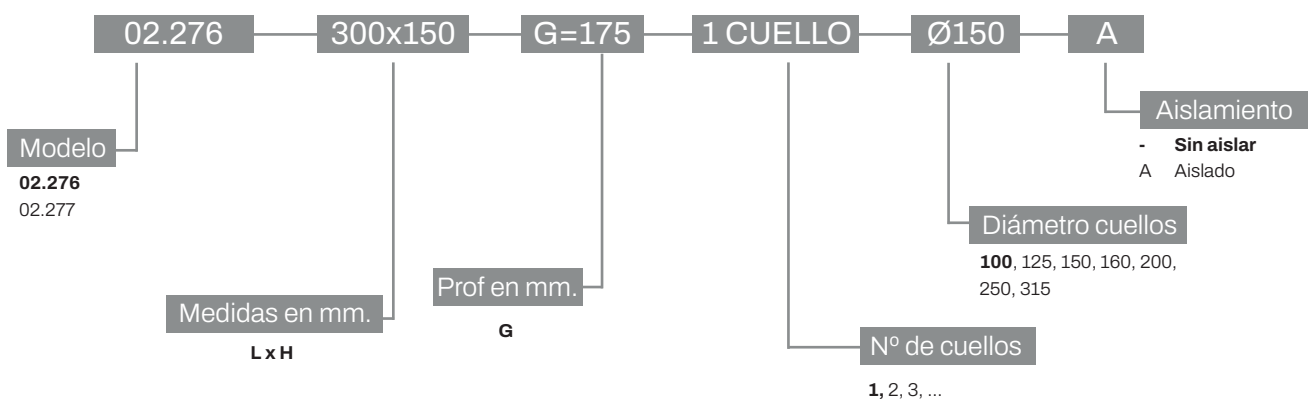 02.276 300x150 G=175 1 CUELLO Ø150 A
Aislamiento
- Sin aislar
A Aislado
Modelo
02.276
02.277
Diámetro cuellos
100, 125, 150, 160, 200,
250, 315
Prof en mm.
G
Medidas en mm.
L x H
Nº de cuellos
1, 2, 3, ...